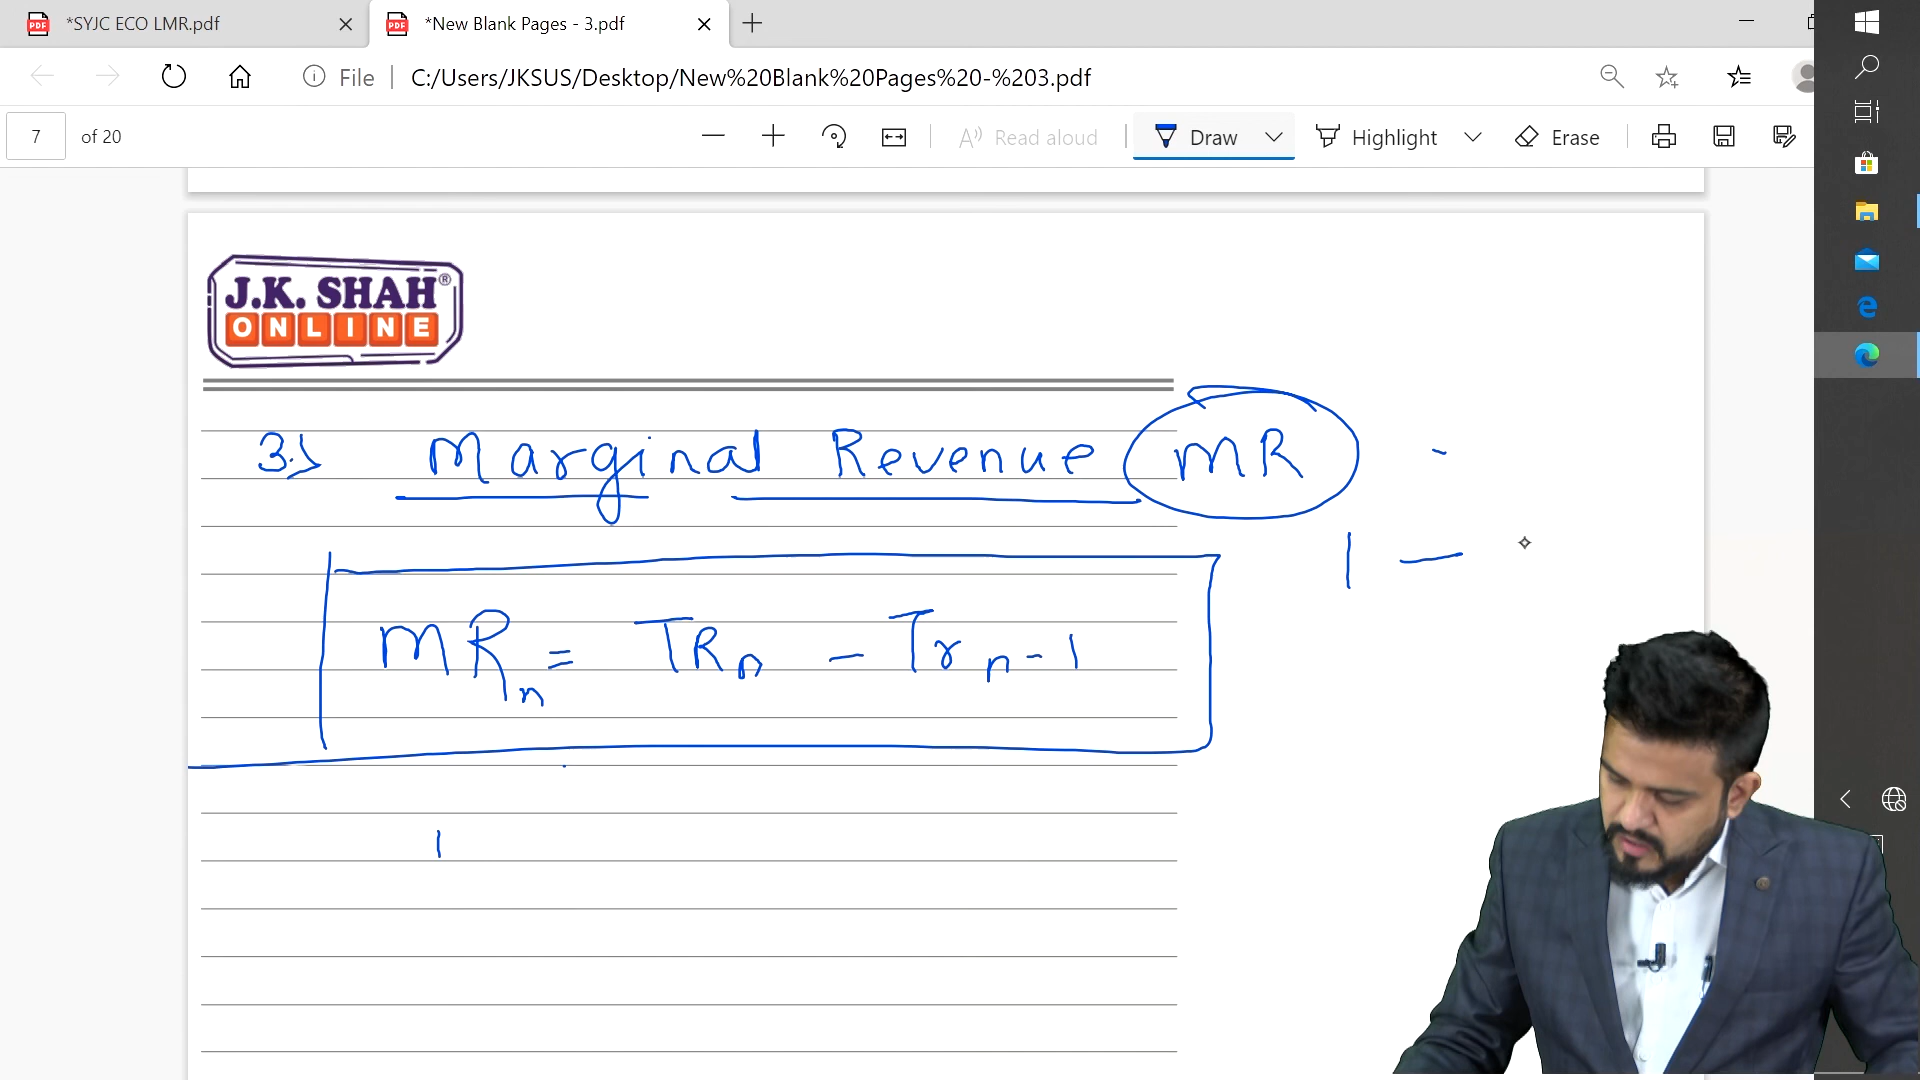 *SYJC ECO LMR.pdf
*New Blank Pages - 3.pdf
File | C:/Users/JKSUS/Desktop/New%20Blank%20Pages%20-%203.pdf
7 of 20
Read aloud Draw Highlight Erase
J.K. SHAH®
ONLINE
3.> Marginal Revenue MR -
1 —
MRn = TRn - Trn-1
1